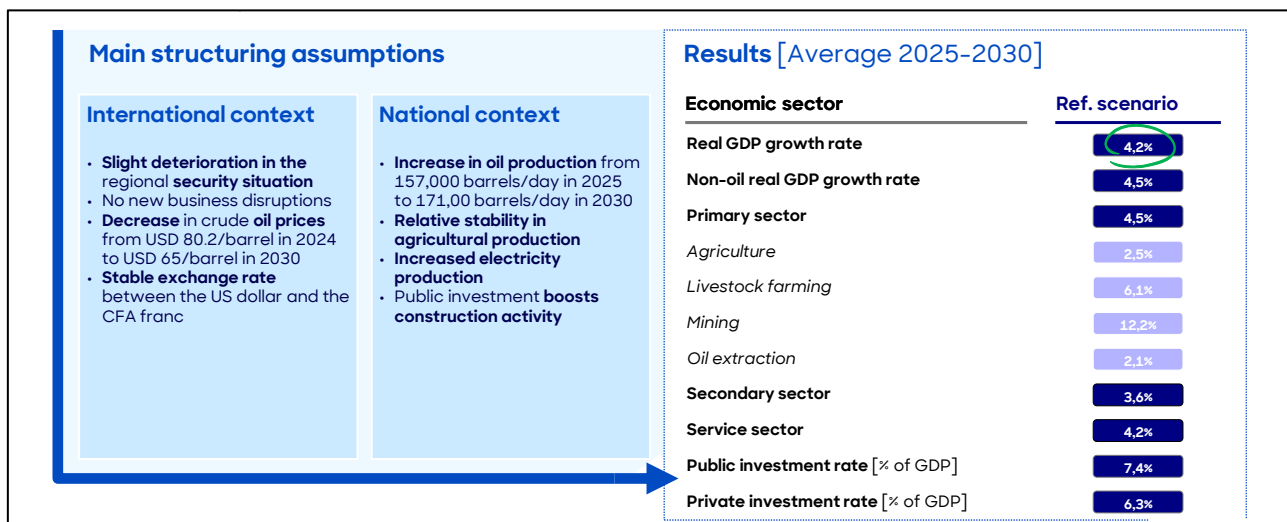 Main structuring assumptions
International context
• Slight deterioration in the
regional security situation
• No new business disruptions
• Decrease in crude oil prices
from USD 80.2/barrel in 2024
to USD 65/barrel in 2030
• Stable exchange rate
between the US dollar and the
CFA franc
National context
• Increase in oil production from
157,000 barrels/day in 2025
to 171,00 barrels/day in 2030
• Relative stability in
agricultural production
• Increased electricity
production
• Public investment boosts
construction activity
Results [Average 2025-2030]
Economic sector Ref. scenario
Real GDP growth rate 4,2%
Non-oil real GDP growth rate 4,5%
Primary sector 4,5%
Agriculture 2,5%
Livestock farming 6,1%
Mining 12,2%
Oil extraction 2,1%
Secondary sector 3,6%
Service sector 4,2%
Public investment rate [% of GDP] 7,4%
Private investment rate [% of GDP] 6,3%